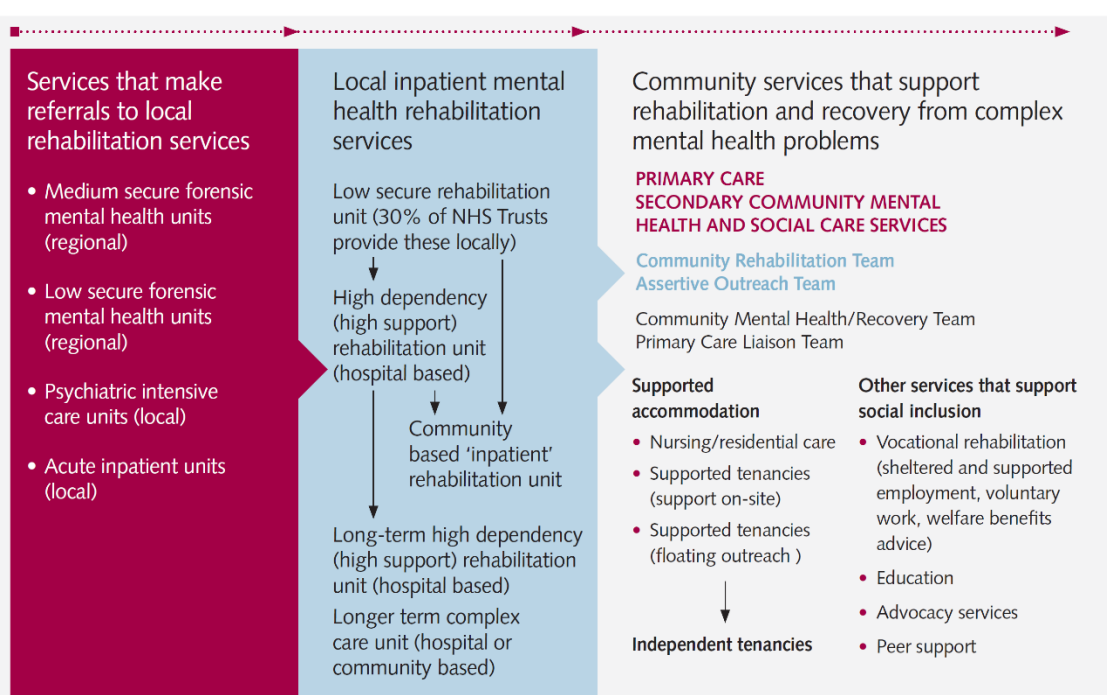 Services that make
referrals to local
rehabilitation services
• Medium secure forensic
mental health units
(regional)
• Low secure forensic
mental health units
(regional)
• Psychiatric intensive
care units (local)
• Acute inpatient units
(local)
Local inpatient mental
health rehabilitation
services
Low secure rehabilitation
unit (30% of NHS Trusts
provide these locally)
High dependency
(high support)
rehabilitation unit
(hospital based)
Community
based ‘inpatient’
rehabilitation unit
Long-term high dependency
(high support) rehabilitation
unit (hospital based)
Longer term complex
care unit (hospital or
community based)
Community services that support
rehabilitation and recovery from complex
mental health problems
PRIMARY CARE
SECONDARY COMMUNITY MENTAL
HEALTH AND SOCIAL CARE SERVICES
Community Rehabilitation Team
Assertive Outreach Team
Community Mental Health/Recovery Team
Primary Care Liaison Team
Supported
accommodation
• Nursing/residential care
• Supported tenancies
(support on-site)
• Supported tenancies
(floating outreach )
Independent tenancies
Other services that support
social inclusion
• Vocational rehabilitation
(sheltered and supported
employment, voluntary
work, welfare benefits
advice)
• Education
• Advocacy services
• Peer support